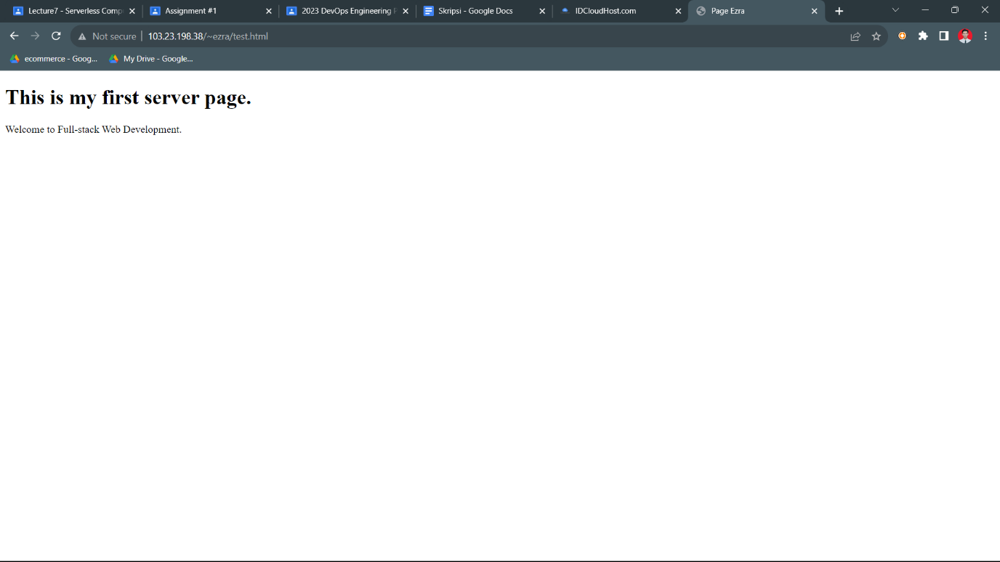 Lecture7 - Serverless Comp
Assignment #1
2023 DevOps Engineering
Skripsi - Google Docs
IDCloudHost.com
Page Ezra
Not secure
103.23.198.38/~ezra/test.html
ecommerce - Goog...
My Drive - Google...
This is my first server page.
Welcome to Full-stack Web Development.